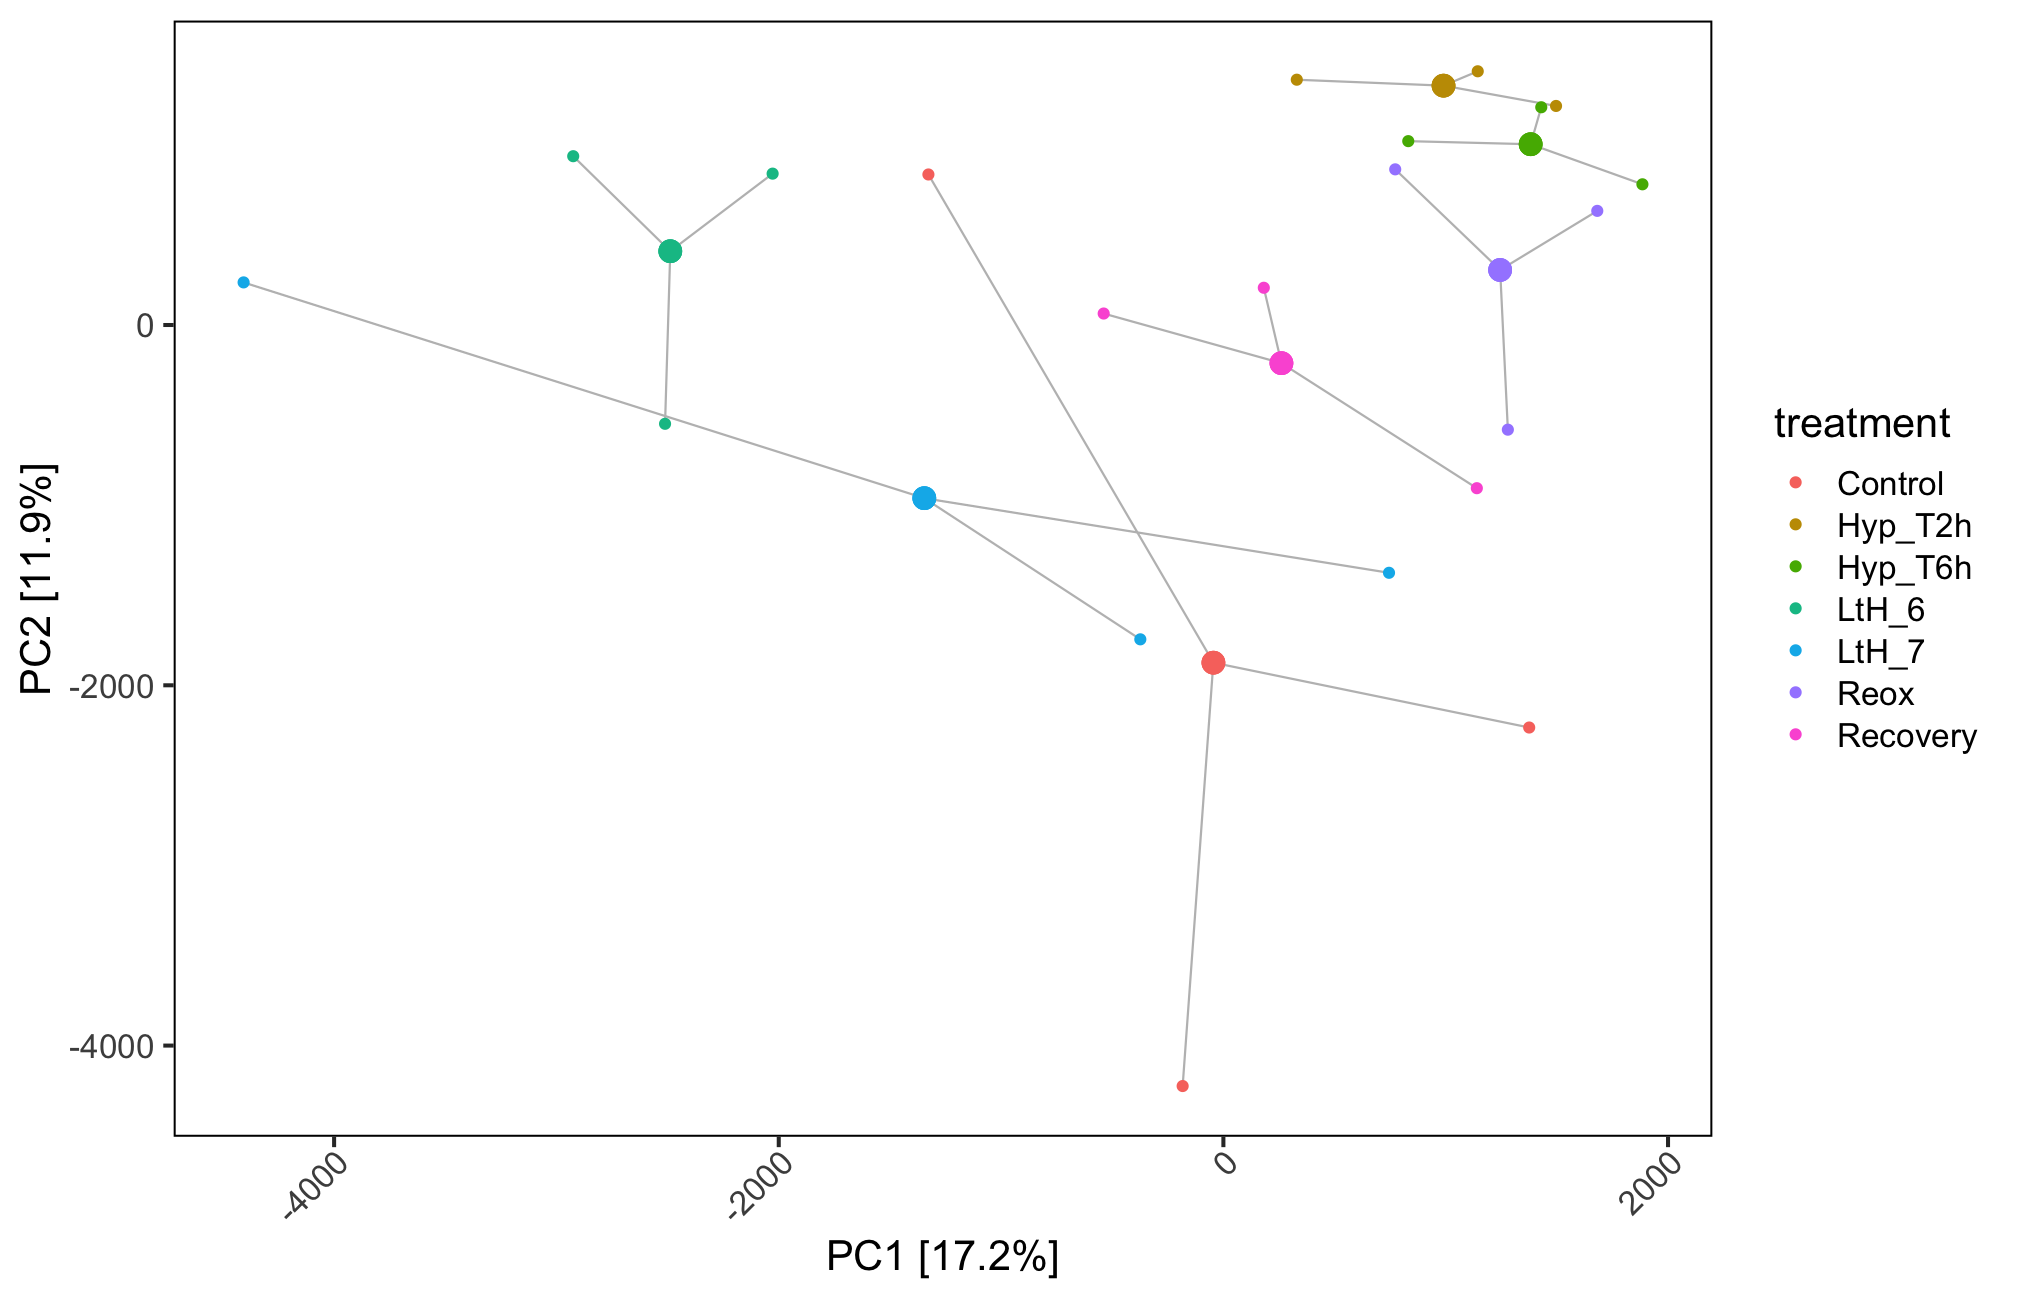 PC2 [11.9%]
0
-2000
-4000
-4000
-2000
0
2000
PC1 [17.2%]
treatment
Control
Hyp_T2h
Hyp_T6h
LtH_6
LtH_7
Reox
Recovery